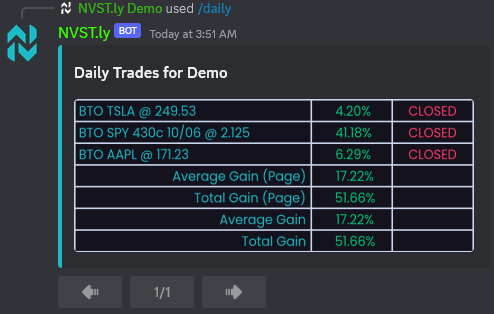 NVST.ly Demo used /daily
NVST.ly BOT Today at 3:51 AM
Daily Trades for Demo
BTO TSLA @ 249.53 4.20% CLOSED
BTO SPY 430c 10/06 @ 2.125 41.18% CLOSED
BTO AAPL @ 171.23 6.29% CLOSED
Average Gain (Page) 17.22%
Total Gain (Page) 51.66%
Average Gain 17.22%
Total Gain 51.66%
1/1